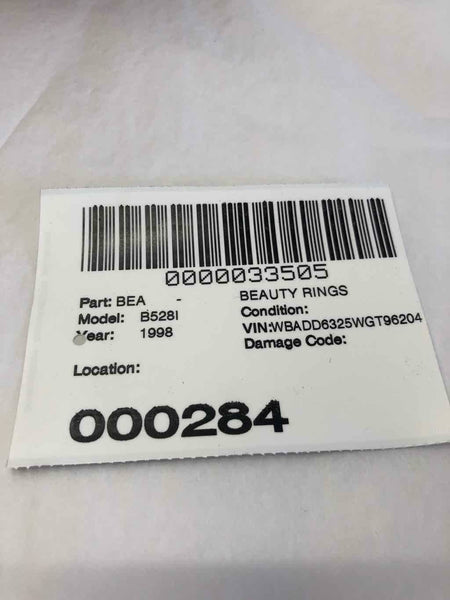 0000033505
Part: BEA - BEAUTY RINGS
Model: B528I Condition:
Year: 1998 VIN:WBADD6325WGT96204
Damage Code:
Location:
000284